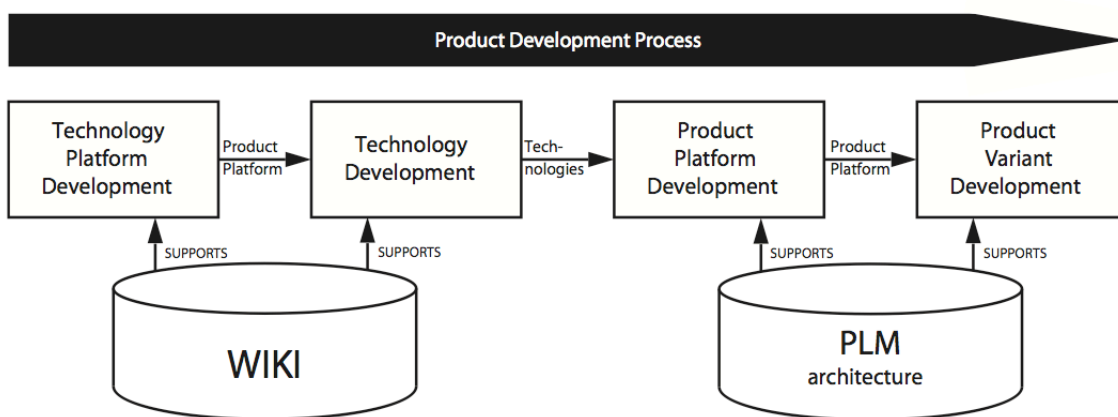 Product Development Process
Technology
Platform
Development
Product
Platform
Technology
Development
Tech-
nologies
Product
Platform
Development
Product
Platform
Product
Variant
Development
SUPPORTS
SUPPORTS
SUPPORTS
SUPPORTS
WIKI
PLM
architecture